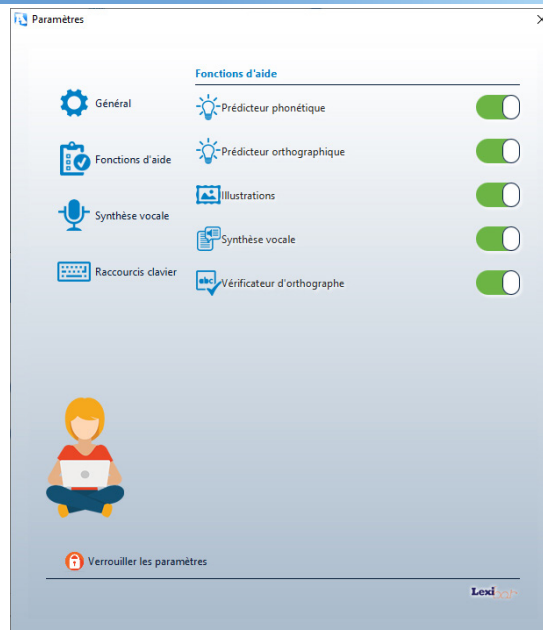 Paramètres
Fonctions d'aide
Général
Prédicteur phonétique
Fonctions d'aide
Prédicteur orthographique
Illustrations
Synthèse vocale
Synthèse vocale
Raccourcis clavier
abc
Vérificateur d'orthographe
Verrouiller les paramètres